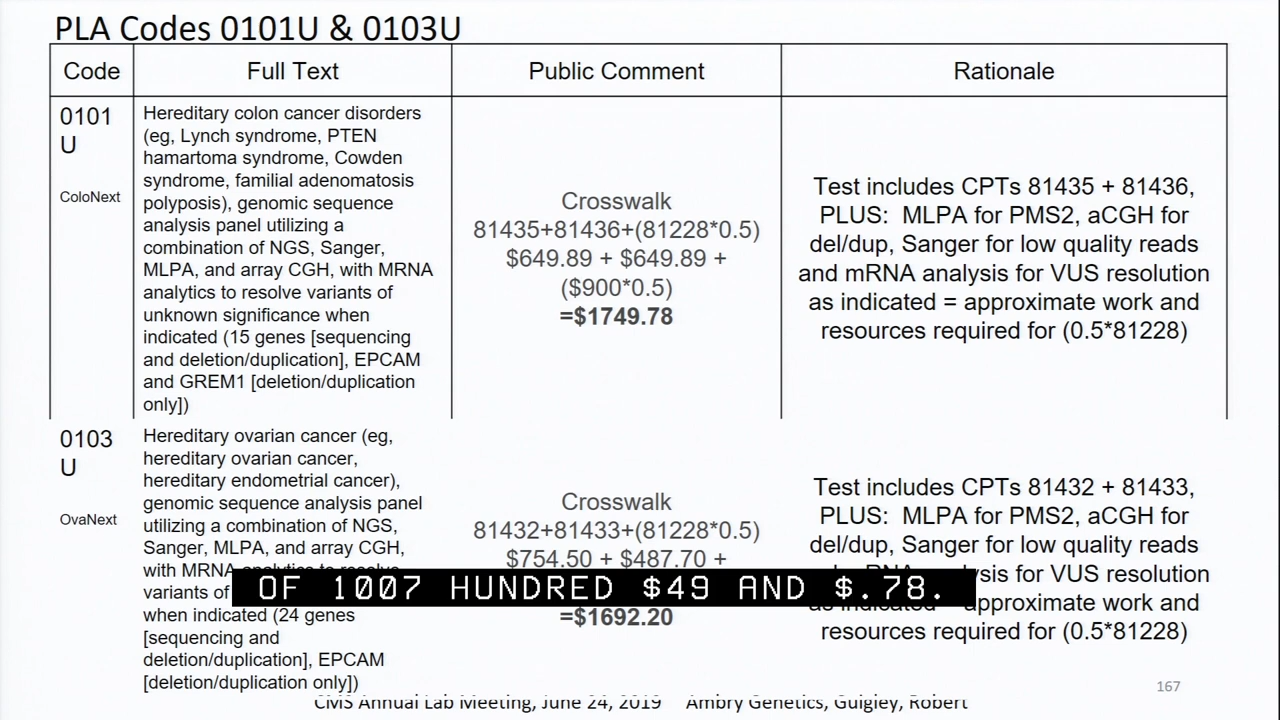 PLA Codes 0101U & 0103U
Code
Full Text
Public Comment
Rationale
0101
U
ColoNext
Hereditary colon cancer disorders
(eg, Lynch syndrome, PTEN
hamartoma syndrome, Cowden
syndrome, familial adenomatosis
polyposis), genomic sequence
analysis panel utilizing a
combination of NGS, Sanger,
MLPA, and array CGH, with MRNA
analytics to resolve variants of
unknown significance when
indicated (15 genes [sequencing
and deletion/duplication], EPCAM
and GREM1 [deletion/duplication
only])
Crosswalk
81435+81436+(81228*0.5)
$649.89 + $649.89 +
($900*0.5)
=$1749.78
Test includes CPTs 81435 + 81436,
PLUS: MLPA for PMS2, aCGH for
del/dup, Sanger for low quality reads
and mRNA analysis for VUS resolution
as indicated = approximate work and
resources required for (0.5*81228)
0103
U
OvaNext
Hereditary ovarian cancer (eg,
hereditary ovarian cancer,
hereditary endometrial cancer),
genomic sequence analysis panel
utilizing a combination of NGS,
Sanger, MLPA, and array CGH,
with MRNA analytics to resolve
variants of
when indicated (24 genes
[sequencing and
deletion/duplication], EPCAM
[deletion/duplication only])
Crosswalk
81432+81433+(81228*0.5)
$754.50 + $487.70 +
=$1692.20
Test includes CPTs 81432 + 81433,
PLUS: MLPA for PMS2, aCGH for
del/dup, Sanger for low quality reads
for VUS resolution
as indicated = approximate work and
resources required for (0.5*81228)
OF 1007 HUNDRED $49 AND $.78.
167
CMS Annual Lab Meeting, June 24, 2019 Ambry Genetics, Guigley, Robert